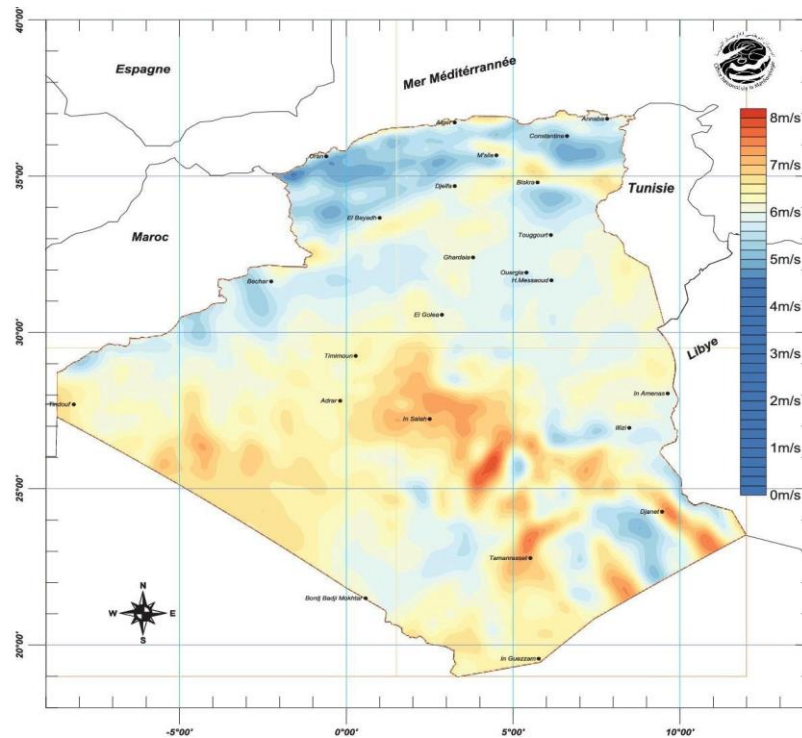 40°00'
35°00'
30°00'
25°00'
20°00'
-5°00'
0°00'
5°00'
10°00'
Espagne
Mer Méditérrannée
Maroc
Tunisie
Libye
Alger
Annaba
Constantine
Oran
M'sila
Biskra
Djelfa
El Bayadh
Touggourt
Ghardaia
Ouargla
H.Messaoud
Bechar
El Golea
Timimoun
Tindouf
Adrar
In Salah
In Amenas
Illizi
Djanet
Tamanrasset
Bordj Badji Mokhtar
In Guezzam
N
W
E
S
8m/s
7m/s
6m/s
5m/s
4m/s
3m/s
2m/s
1m/s
0m/s